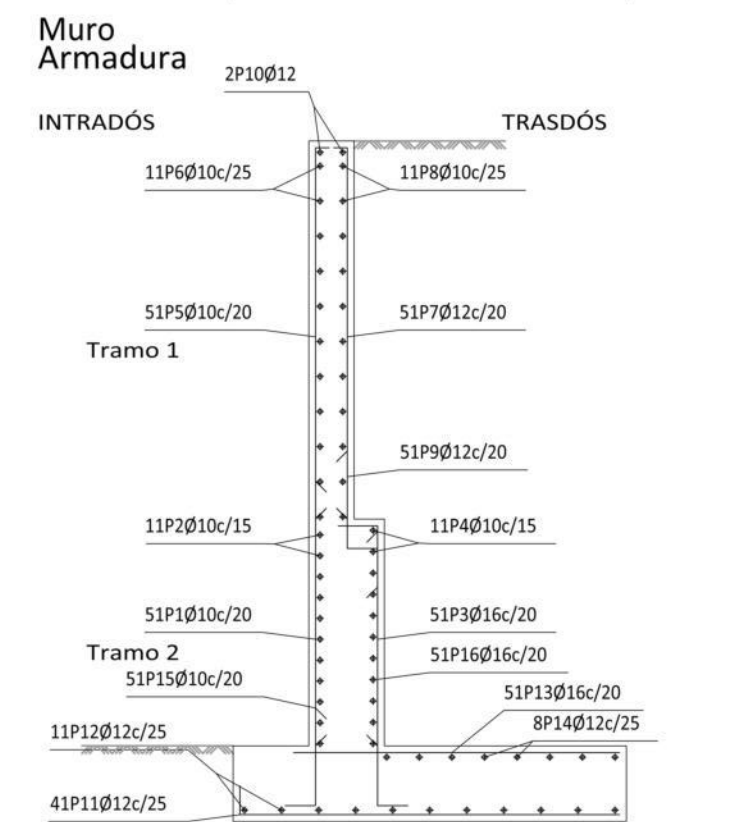 Muro
Armadura
2P10Ø12
INTRADÓS
TRASDÓS
11P6Ø10c/25
11P8Ø10c/25
51P5Ø10c/20
51P7Ø12c/20
Tramo 1
51P9Ø12c/20
11P2Ø10c/15
11P4Ø10c/15
51P1Ø10c/20
51P3Ø16c/20
Tramo 2
51P16Ø16c/20
51P15Ø10c/20
51P13Ø16c/20
8P14Ø12c/25
11P12Ø12c/25
41P11Ø12c/25